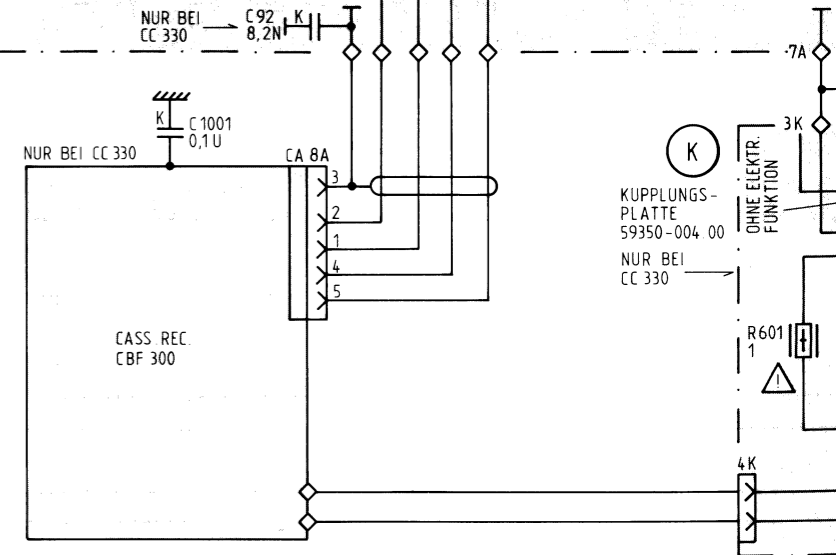 NUR BEI
CC 330
C92
8,2N
K
7A
K
C1001
0,1U
NUR BEI CC 330
CA 8A
3
2
1
4
5
CASS. REC.
CBF 300
K
KUPPLUNGS-
PLATTE
59350-004.00
NUR BEI
CC 330
3K
OHNE ELEKTR.
FUNKTION
R601
1
!
4K